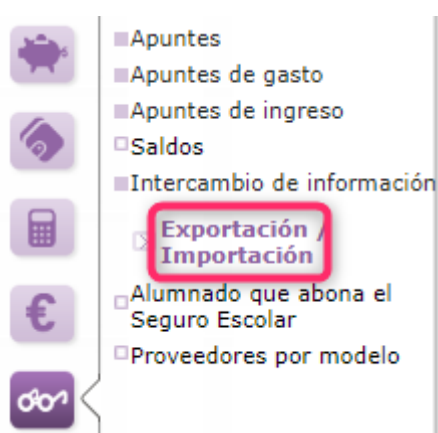 Apuntes
Apuntes de gasto
Apuntes de ingreso
Saldos
Intercambio de información
Exportación /
Importación
Alumnado que abona el
Seguro Escolar
Proveedores por modelo
€